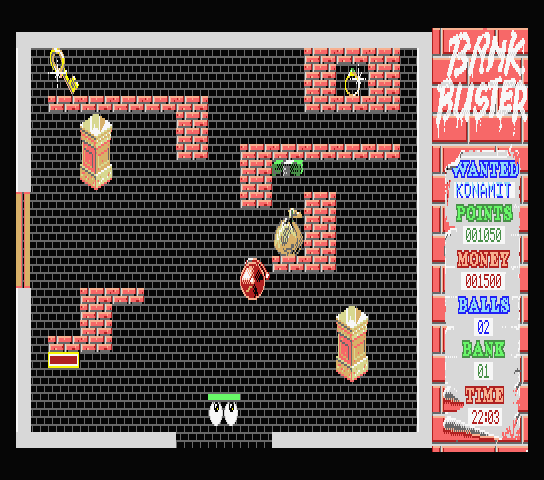 BANK
BUSTER
WANTED
KONAMIT
POINTS
001050
MONEY
001500
BALLS
02
BANK
01
TIME
22:03